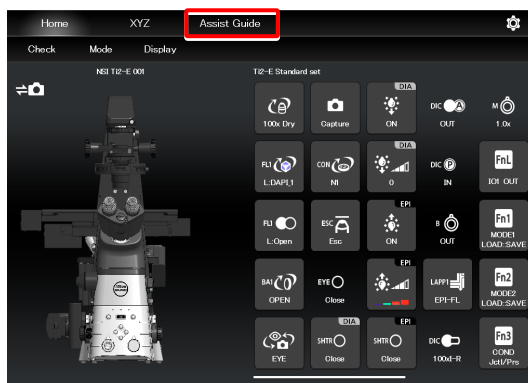 Home XYZ Assist Guide
Check Mode Display
NSI Ti2-E 001
Ti2-E Standard set
100x Dry
Capture
DIA
ON
DIC A
OUT
M
1.0x
FL1
L:DAPI_1
CON
N1
DIA
0
DIC P
IN
FnL
IO1 OUT
FL1
L:Open
ESC
Esc
EPI
ON
B
OUT
Fn1
MODE1
LOAD:SAVE
BA1
OPEN
EYE
Close
EPI
LAPP1
EPI-FL
Fn2
MODE2
LOAD:SAVE
EYE
DIA
SHTR
Close
EPI
SHTR
Close
DIC
100xI-R
Fn3
COND
Jctl/Prs